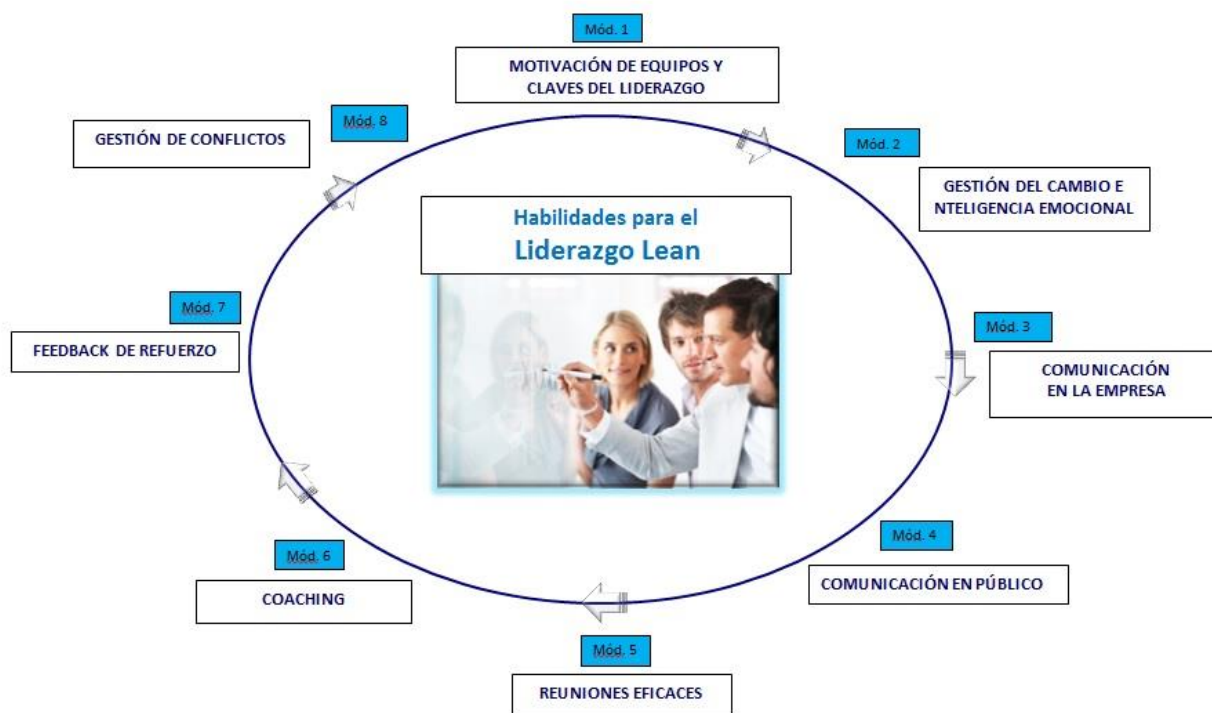 Mód. 1
MOTIVACIÓN DE EQUIPOS Y
CLAVES DEL LIDERAZGO
Mód. 2
GESTIÓN DEL CAMBIO E
NTELIGENCIA EMOCIONAL
Mód. 3
COMUNICACIÓN
EN LA EMPRESA
Mód. 4
COMUNICACIÓN EN PÚBLICO
Mód. 5
REUNIONES EFICACES
Mód. 6
COACHING
Mód. 7
FEEDBACK DE REFUERZO
Mód. 8
GESTIÓN DE CONFLICTOS
Habilidades para el
Liderazgo Lean